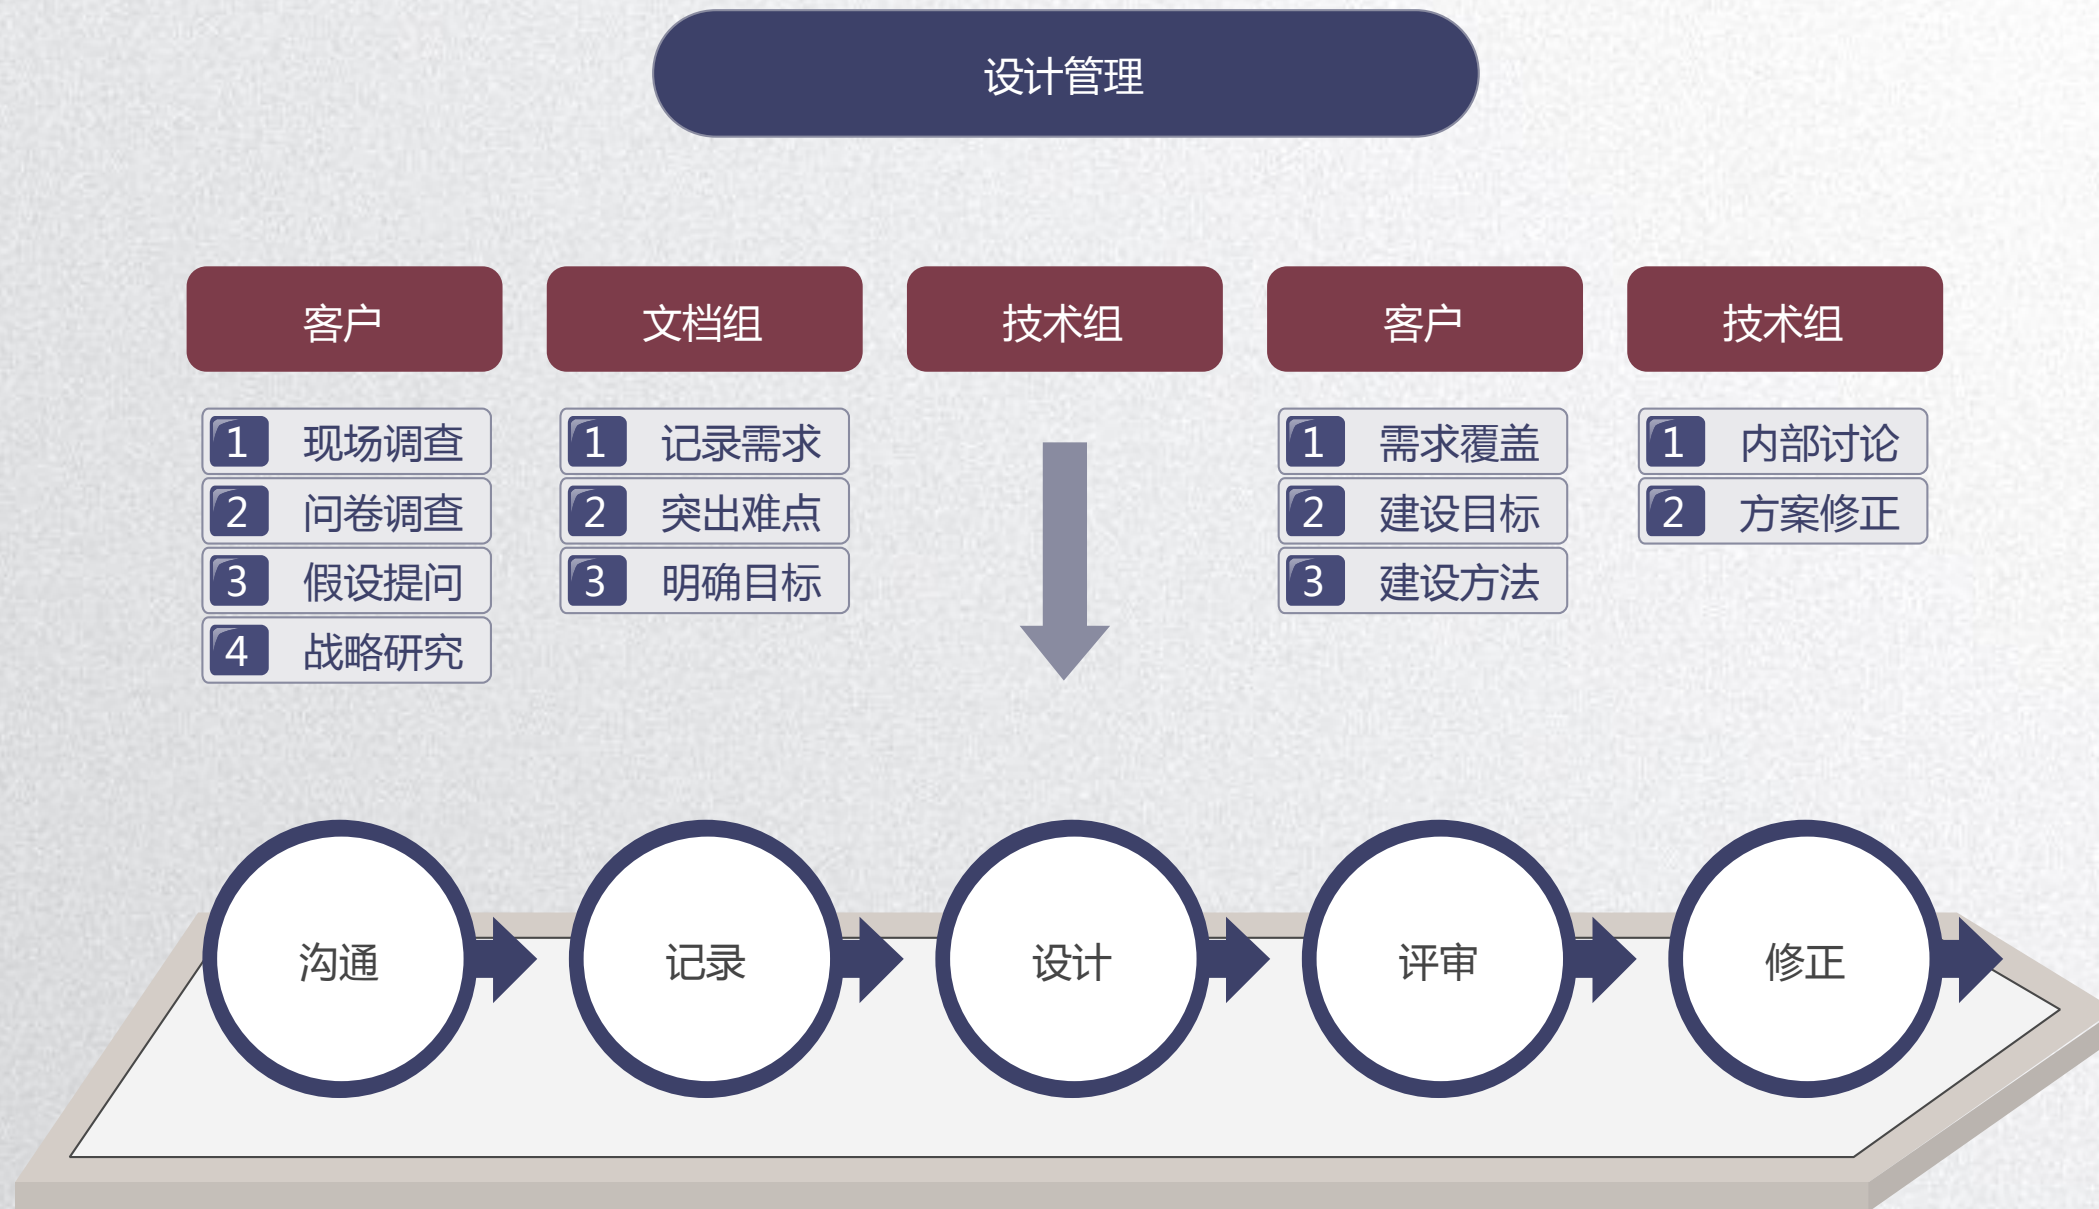 设计管理
客户
文档组
技术组
客户
技术组
1 现场调查
2 问卷调查
3 假设提问
4 战略研究
1 记录需求
2 突出难点
3 明确目标
1 需求覆盖
2 建设目标
3 建设方法
1 内部讨论
2 方案修正
沟通
记录
设计
评审
修正